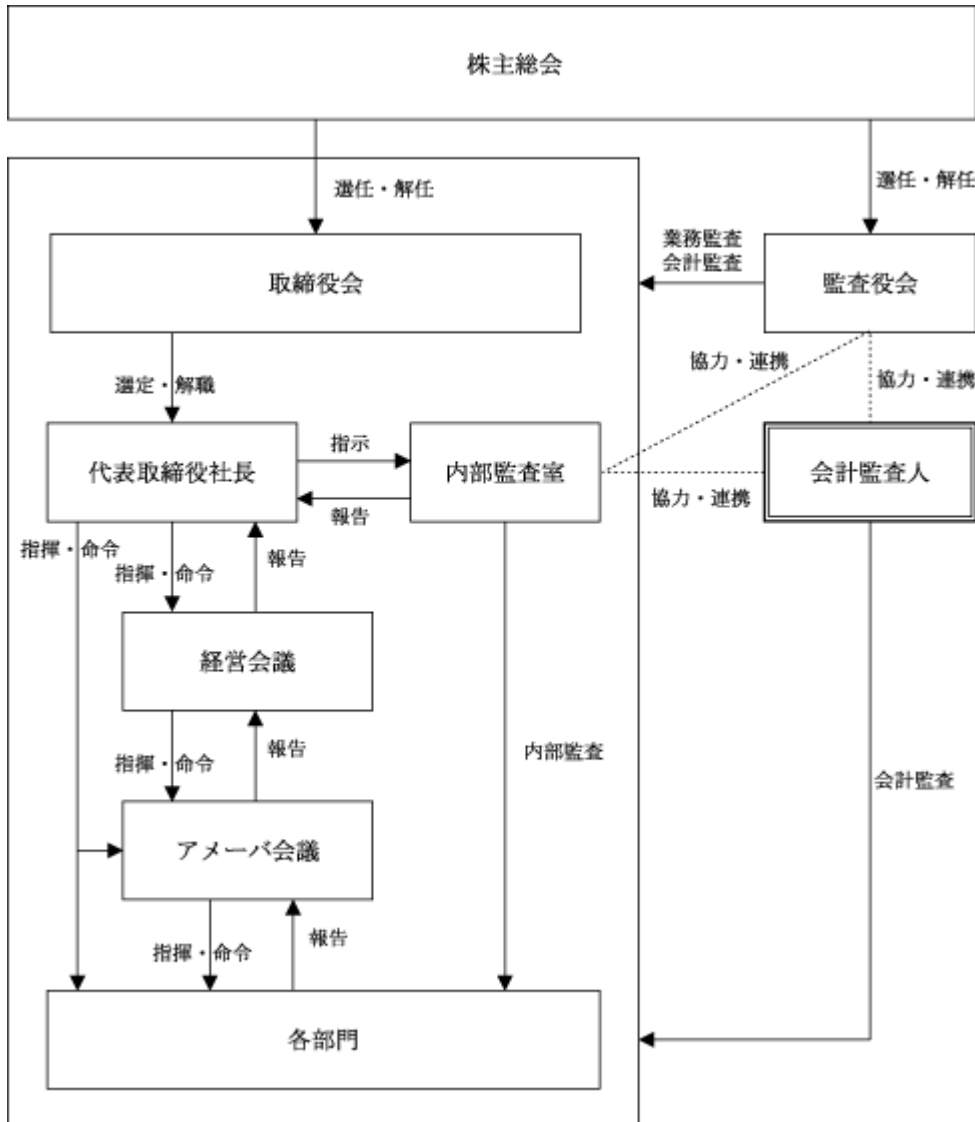 株主総会
選任・解任
選任・解任
業務監査
会計監査
取締役会
監査役会
協力・連携
協力・連携
選定・解職
代表取締役社長
指示
内部監査室
会計監査人
報告
協力・連携
指揮・命令
指揮・命令
報告
経営会議
指揮・命令
報告
内部監査
会計監査
アメーバ会議
指揮・命令
報告
各部門